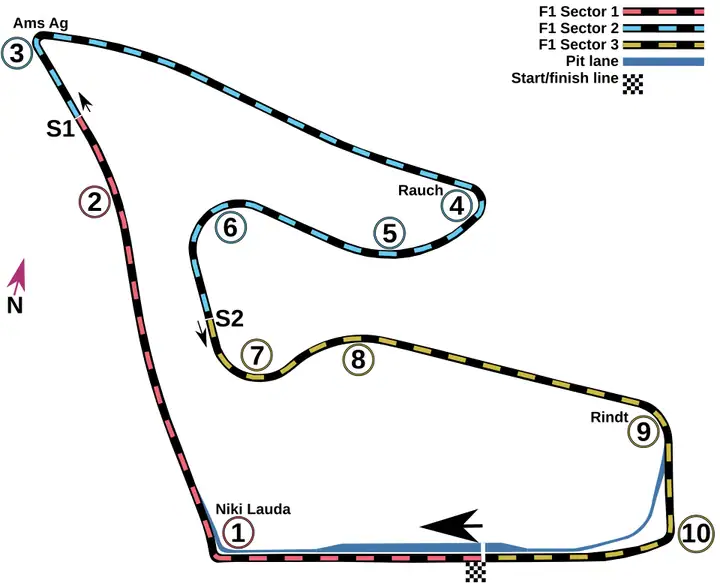 F1 Sector 1
F1 Sector 2
F1 Sector 3
Pit lane
Start/finish line
Ams Ag
3
S1
2
Rauch
4
6
5
N
S2
7
8
Rindt
9
Niki Lauda
1
10